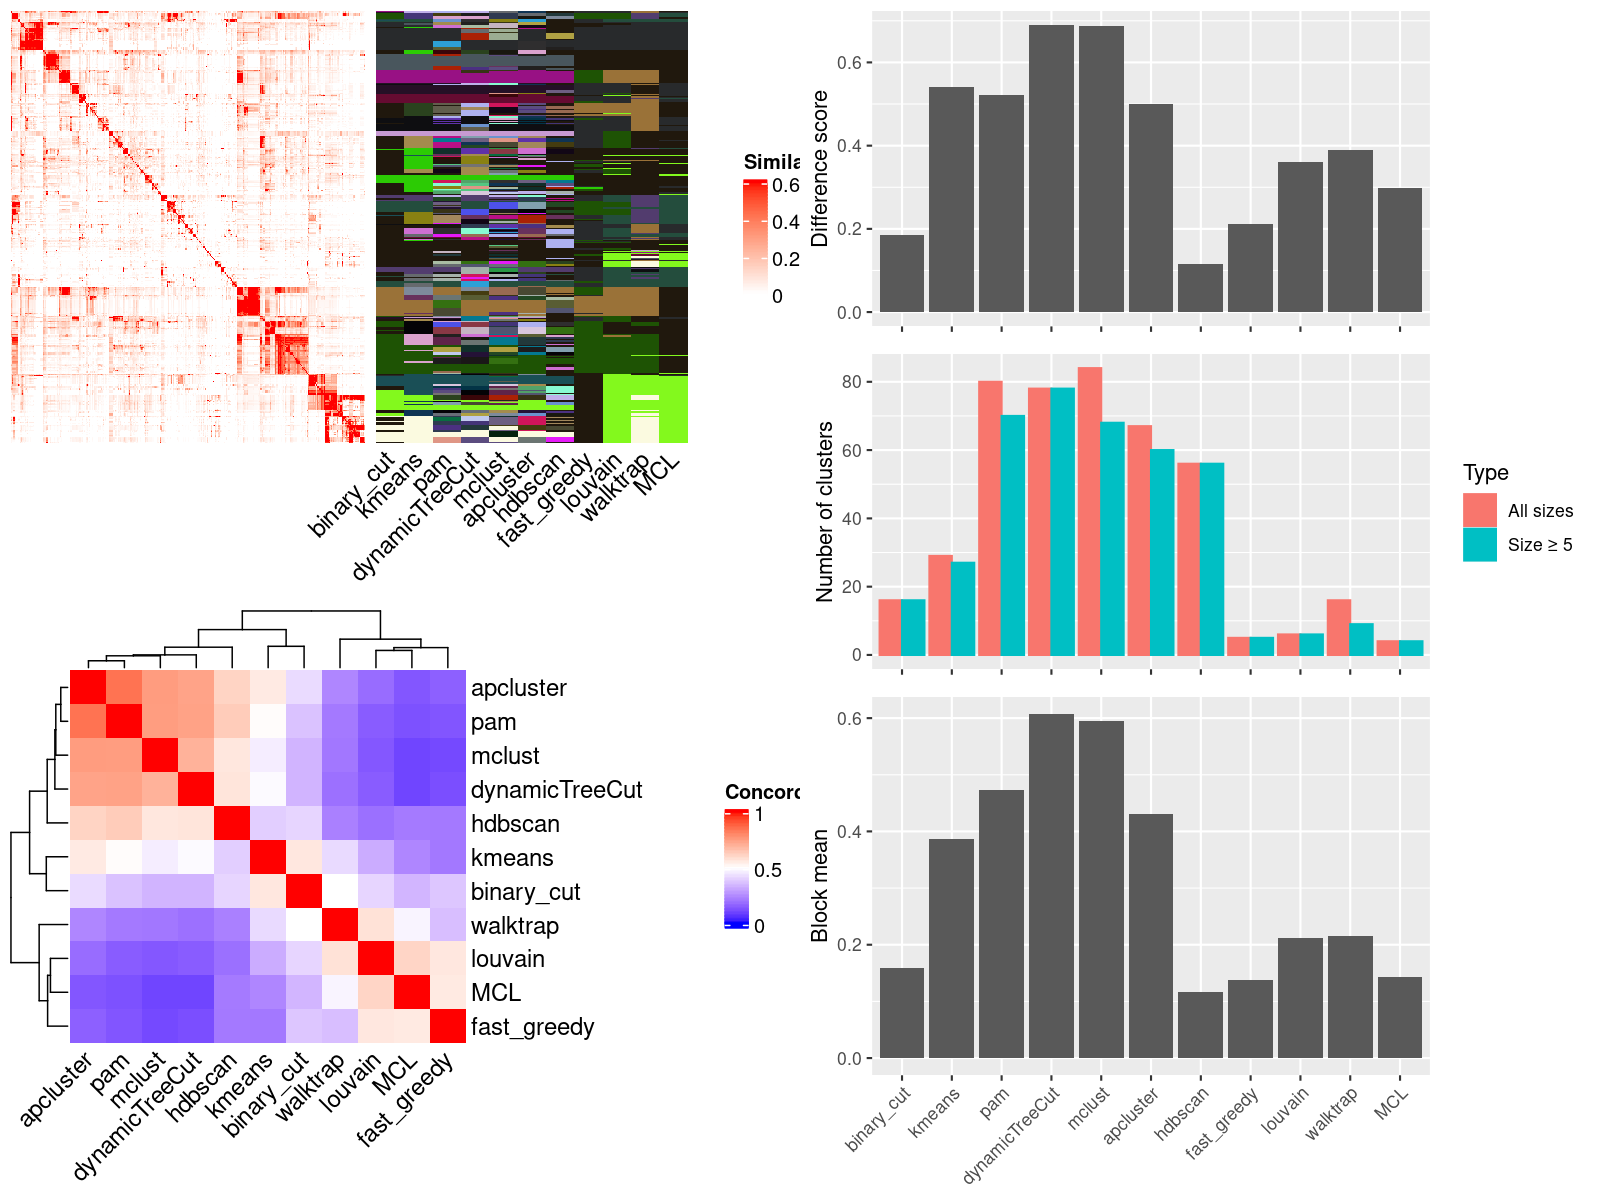 Simila
0.6
0.4
0.2
0
binary_cut
kmeans
pam
dynamicTreeCut
mclust
apcluster
hdbscan
fast_greedy
louvain
walktrap
MCL
apcluster
pam
mclust
dynamicTreeCut
hdbscan
kmeans
binary_cut
walktrap
louvain
MCL
fast_greedy
apcluster
pam
mclust
dynamicTreeCut
hdbscan
kmeans
binary_cut
walktrap
louvain
MCL
fast_greedy
Concorc
1
0.5
0
Difference score
0.6
0.4
0.2
0.0
Number of clusters
80
60
40
20
0
Type
All sizes
Size ≥ 5
Block mean
0.6
0.4
0.2
0.0
binary_cut
kmeans
pam
dynamicTreeCut
mclust
apcluster
hdbscan
fast_greedy
louvain
walktrap
MCL